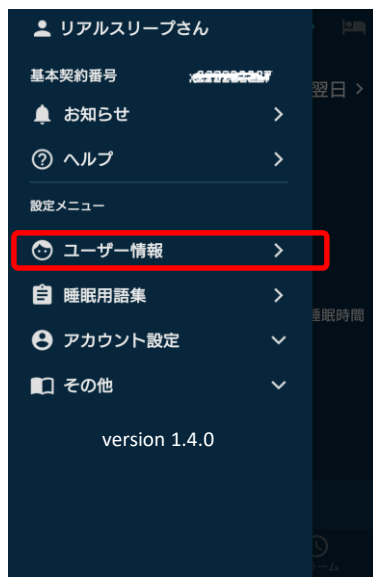 リアルスリープさん
基本契約番号
翌日
お知らせ
ヘルプ
設定メニュー
ユーザー情報
睡眠用語集
睡眠時間
アカウント設定
その他
version 1.4.0